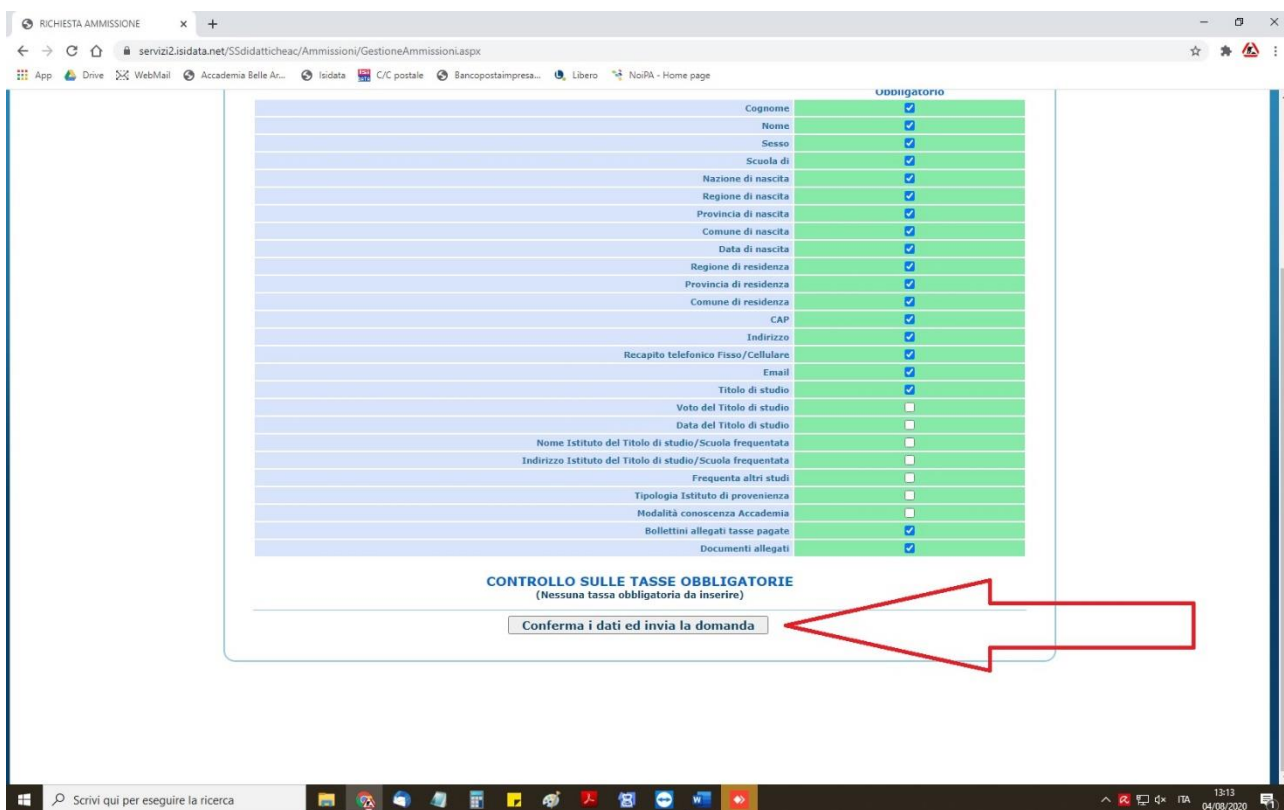 RICHIESTA AMMISSIONE
servizi2.isidata.net/SSdidatticheac/Ammissioni/GestioneAmmissioni.aspx
App Drive WebMail Accademia Belle Ar... Isidata C/C postale Bancopostaimpresa... Libero NoiPA - Home page
Obbligatorio
Cognome
Nome
Sesso
Scuola di
Nazione di nascita
Regione di nascita
Provincia di nascita
Comune di nascita
Data di nascita
Regione di residenza
Provincia di residenza
Comune di residenza
CAP
Indirizzo
Recapito telefonico Fisso/Cellulare
Email
Titolo di studio
Voto del Titolo di studio
Data del Titolo di studio
Nome Istituto del Titolo di studio/Scuola frequentata
Indirizzo Istituto del Titolo di studio/Scuola frequentata
Frequenta altri studi
Tipologia Istituto di provenienza
Modalità conoscenza Accademia
Bollettini allegati tasse pagate
Documenti allegati
CONTROLLO SULLE TASSE OBBLIGATORIE
(Nessuna tassa obbligatoria da inserire)
Conferma i dati ed invia la domanda
Scrivi qui per eseguire la ricerca
ITA
13:13
04/08/2020